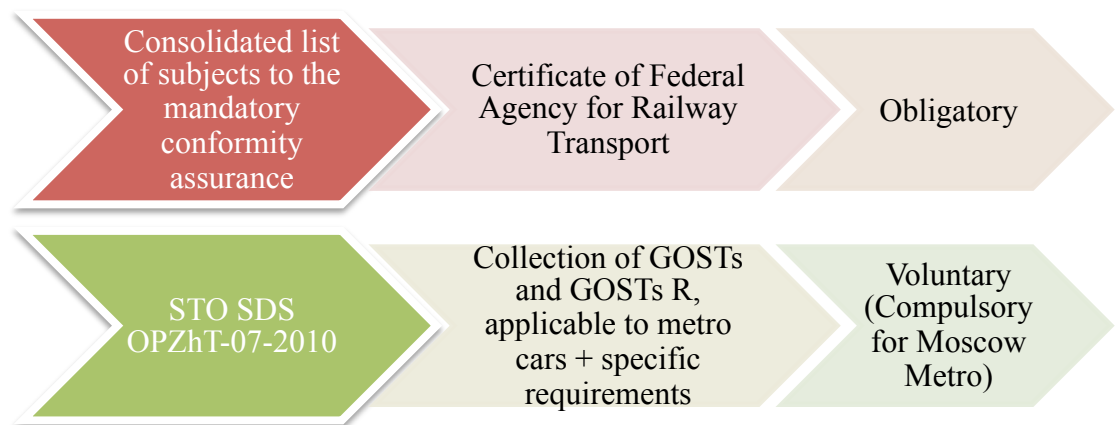 Consolidated list
of subjects to the
mandatory
conformity
assurance
Certificate of Federal
Agency for Railway
Transport
Obligatory
STO SDS
OPZhT-07-2010
Collection of GOSTs
and GOSTs R,
applicable to metro
cars + specific
requirements
Voluntary
(Compulsory
for Moscow
Metro)